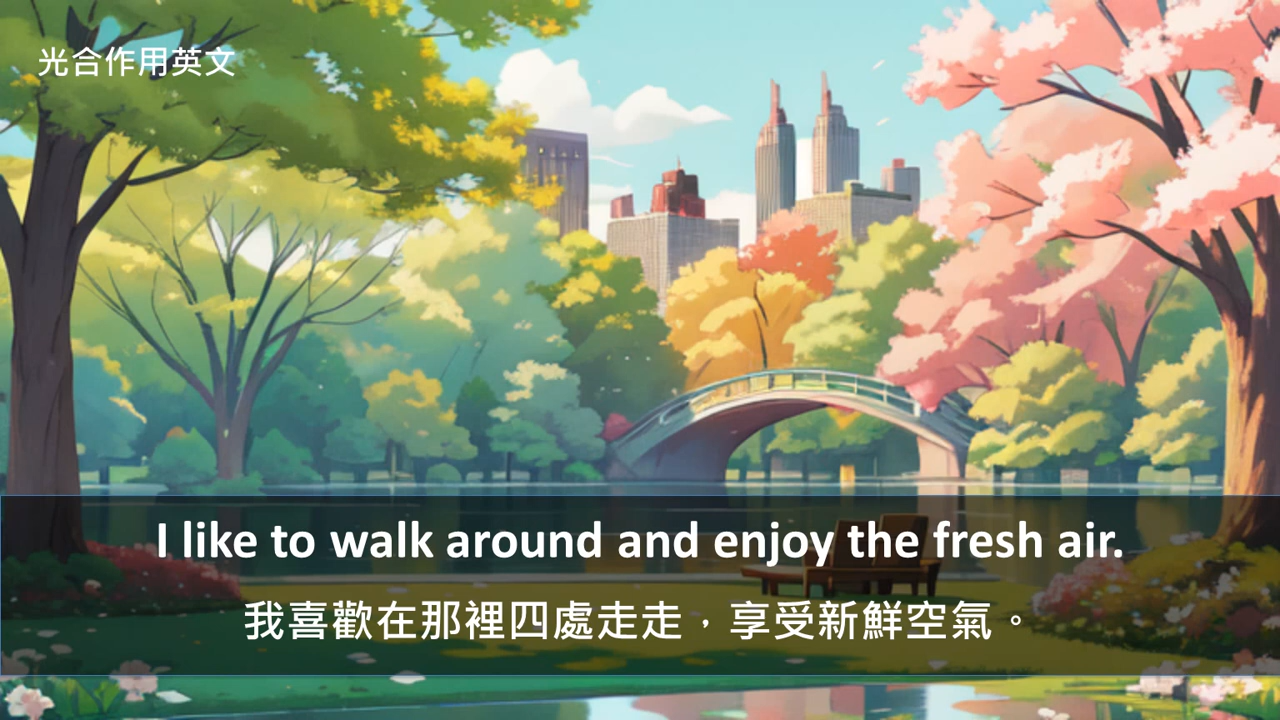 光合作用英文
I like to walk around and enjoy the fresh air.
我喜歡在那裡四處走走，享受新鮮空氣。